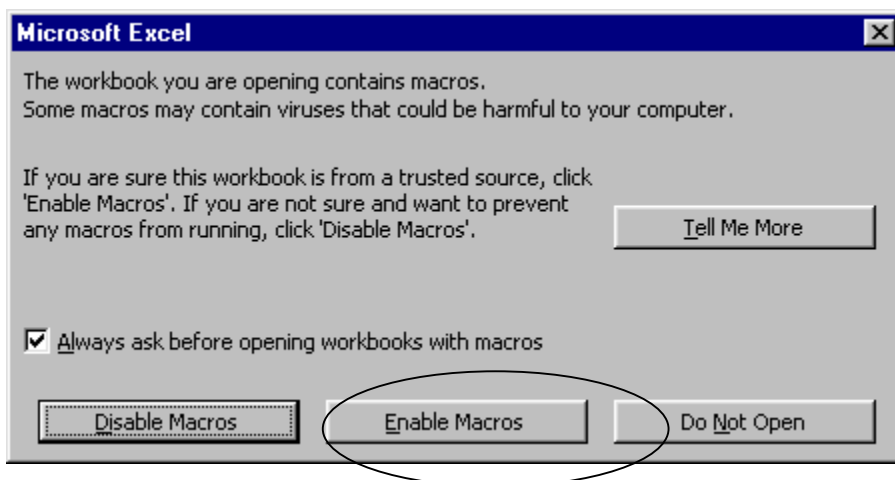 Microsoft Excel
The workbook you are opening contains macros.
Some macros may contain viruses that could be harmful to your computer.
If you are sure this workbook is from a trusted source, click
'Enable Macros'. If you are not sure and want to prevent
any macros from running, click 'Disable Macros'.
Tell Me More
Always ask before opening workbooks with macros
Disable Macros
Enable Macros
Do Not Open